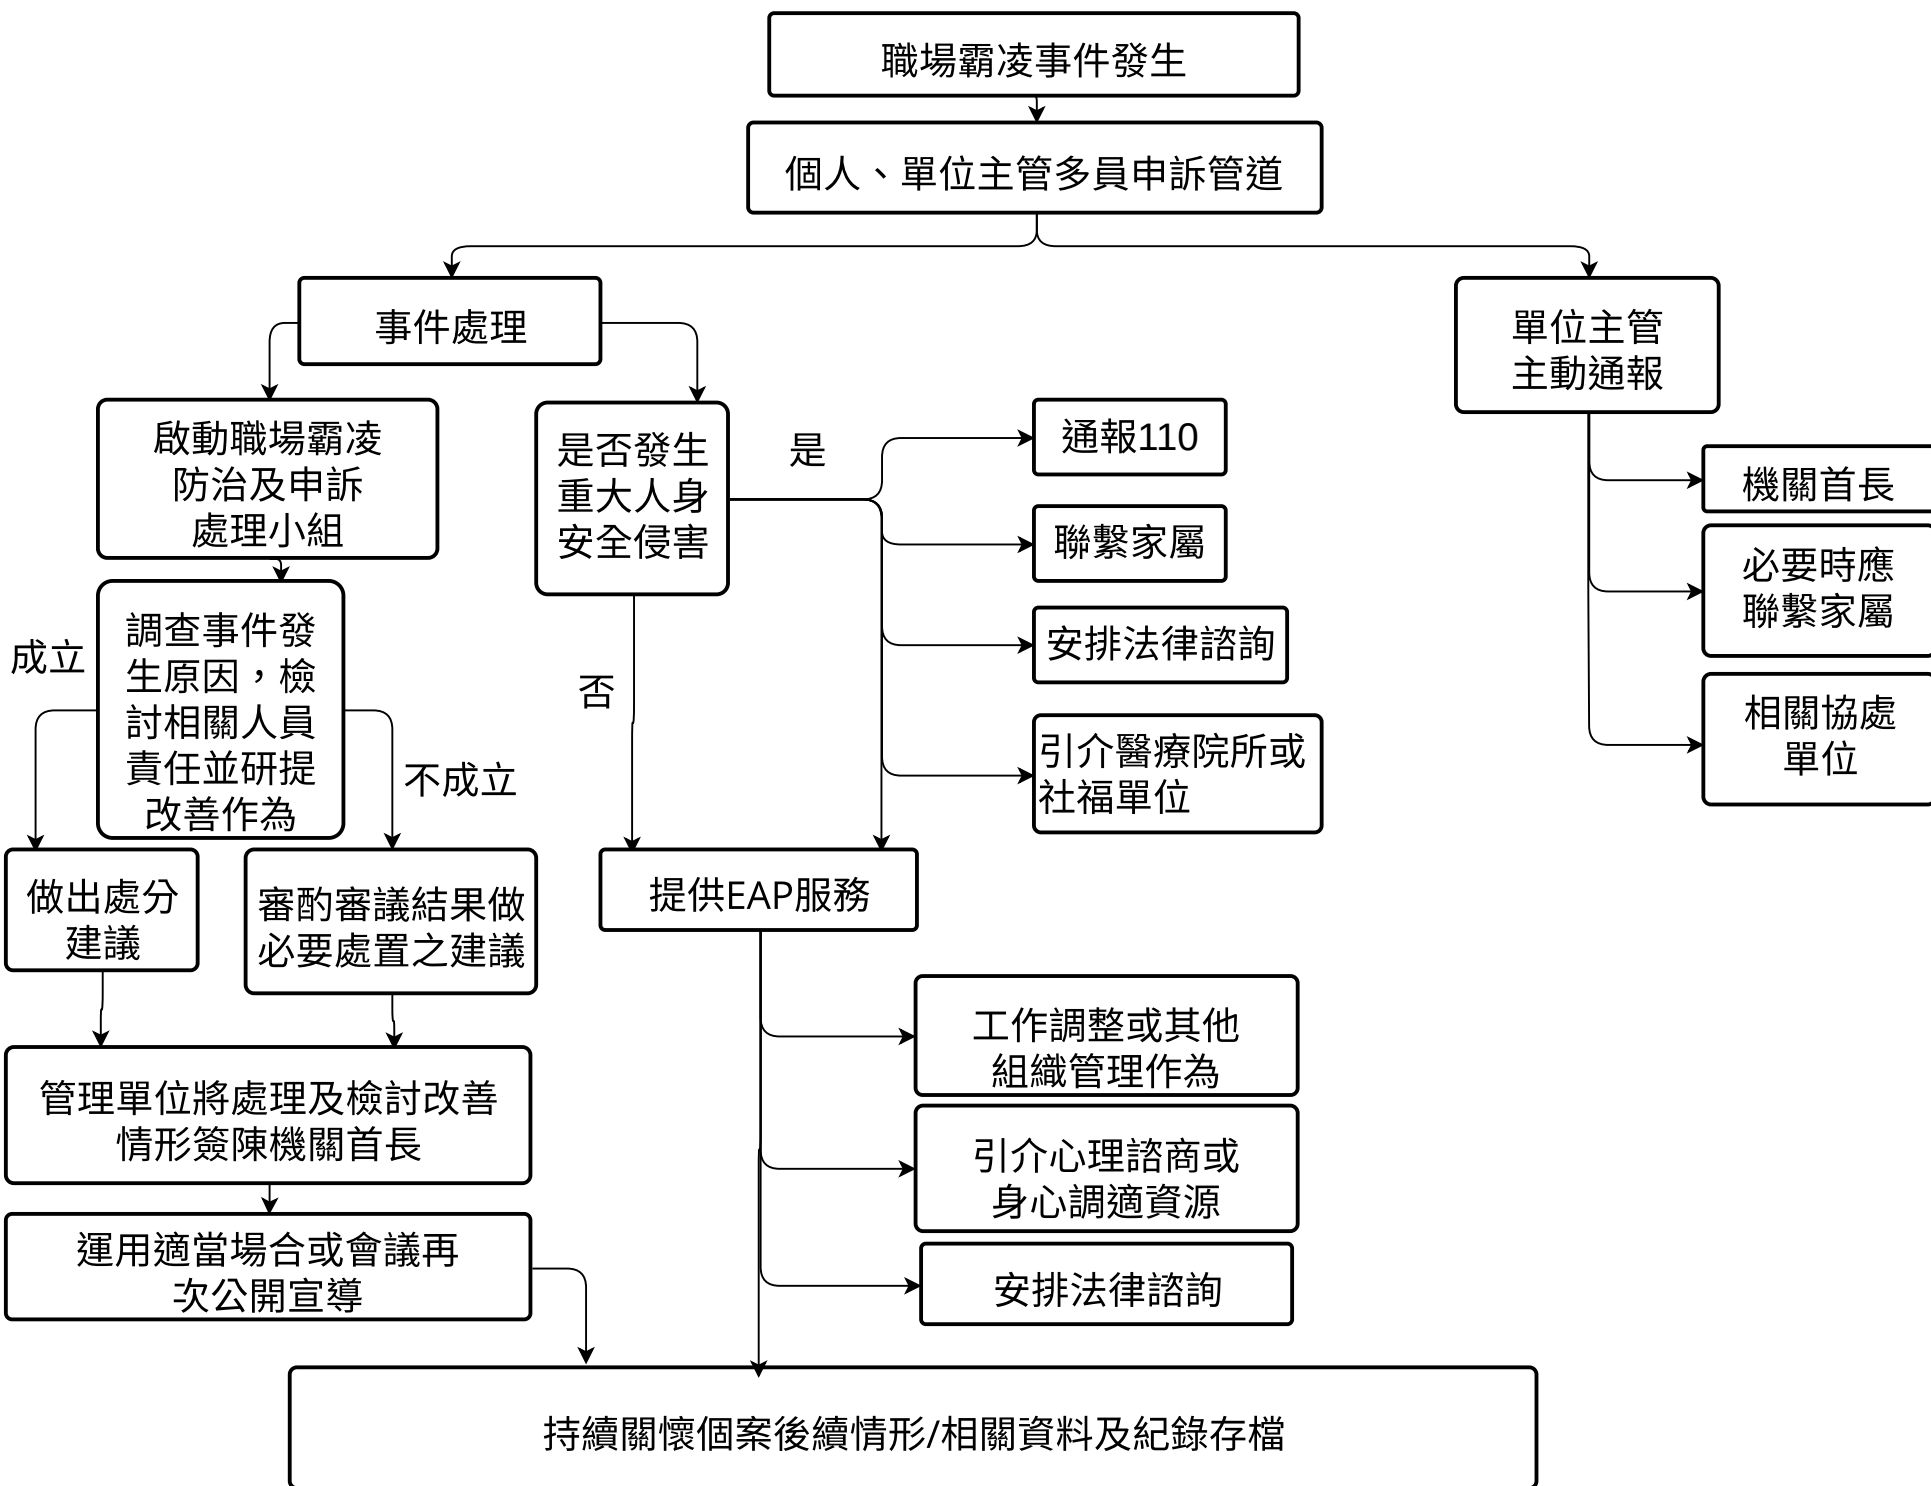 職場霸凌事件發生
個人、單位主管多員申訴管道
事件處理
單位主管
主動通報
啟動職場霸凌
防治及申訴
處理小組
是否發生
重大人身
安全侵害
是
通報110
聯繫家屬
安排法律諮詢
引介醫療院所或
社福單位
機關首長
必要時應
聯繫家屬
相關協處
單位
成立
調查事件發
生原因，檢
討相關人員
責任並研提
改善作為
不成立
否
做出處分
建議
審酌審議結果做
必要處置之建議
提供EAP服務
工作調整或其他
組織管理作為
引介心理諮商或
身心調適資源
安排法律諮詢
管理單位將處理及檢討改善
情形簽陳機關首長
運用適當場合或會議再
次公開宣導
持續關懷個案後續情形/相關資料及紀錄存檔